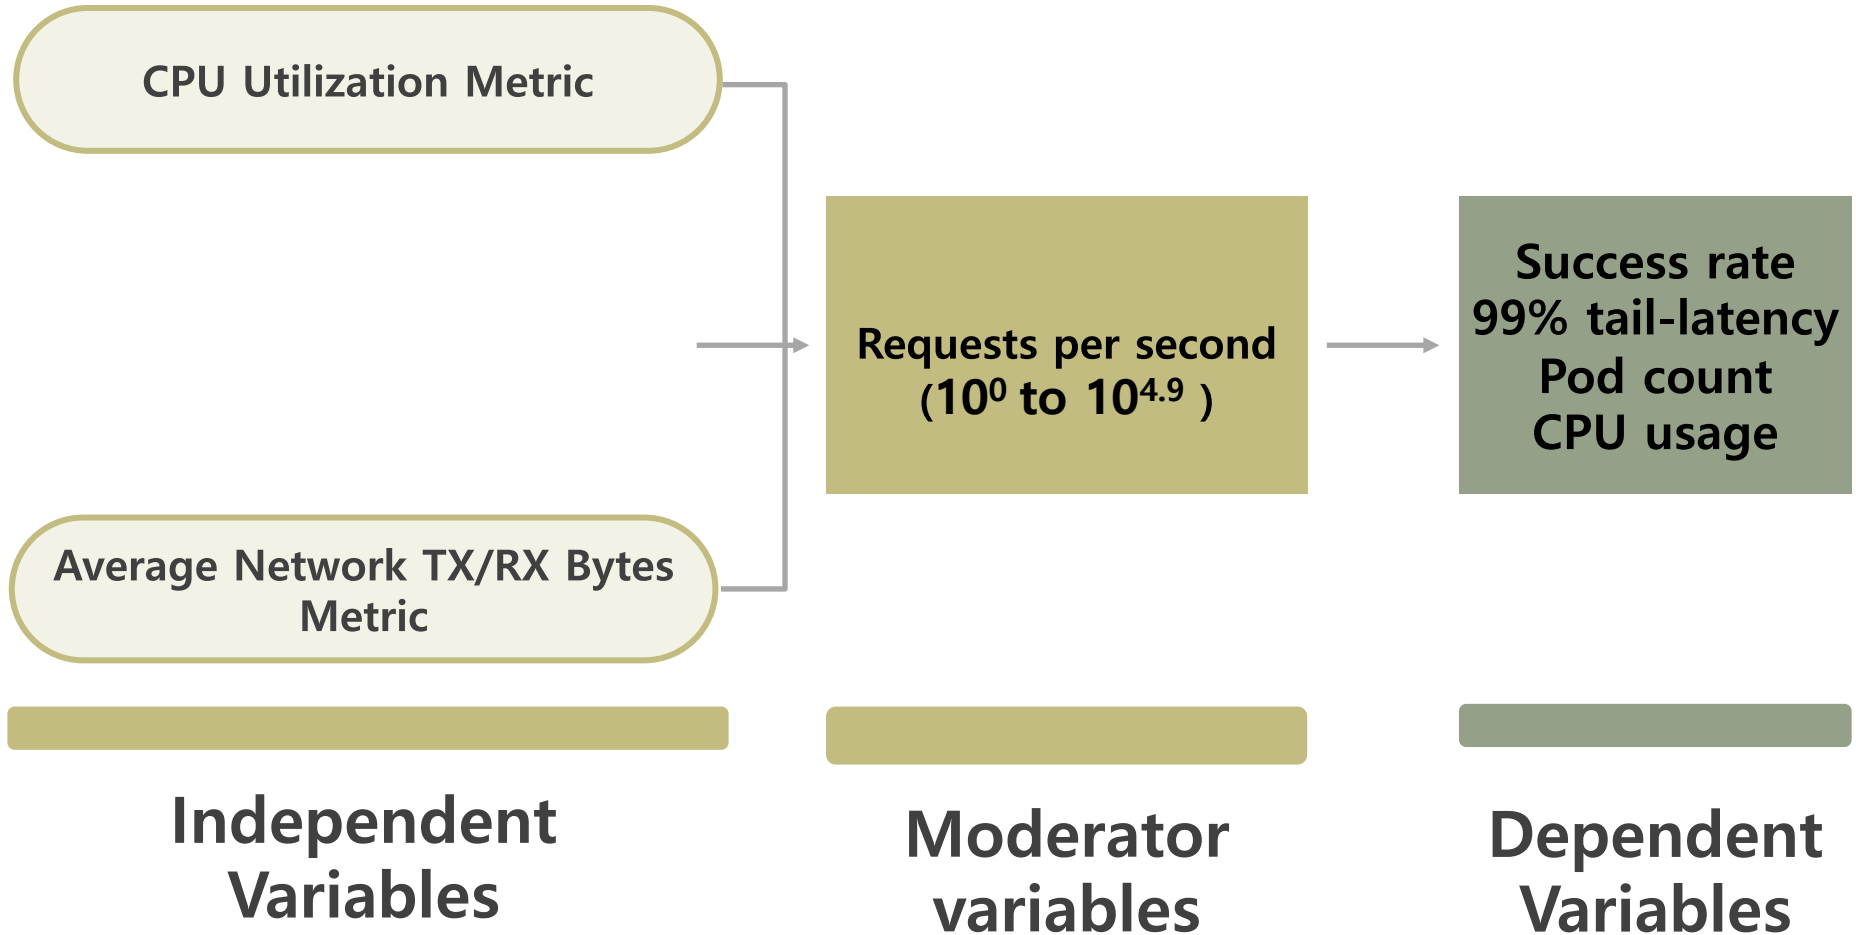 CPU Utilization Metric
Average Network TX/RX Bytes
Metric
Requests per second
(10⁰ to 10⁴·⁹ )
Success rate
99% tail-latency
Pod count
CPU usage
Independent
Variables
Moderator
variables
Dependent
Variables